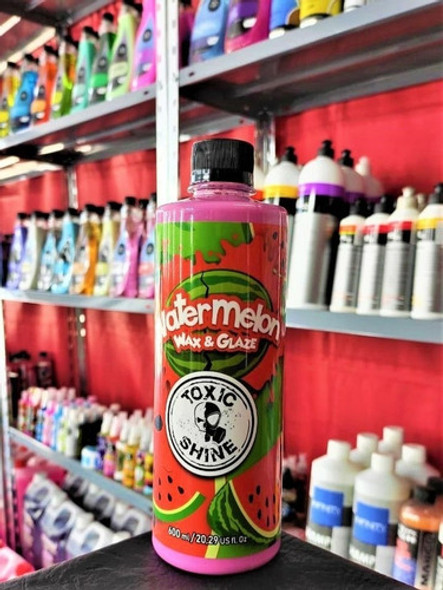 Watermelon
WAX & GLAZE
TOXIC
SHINE
600 ml / 20.29 US fl. Oz